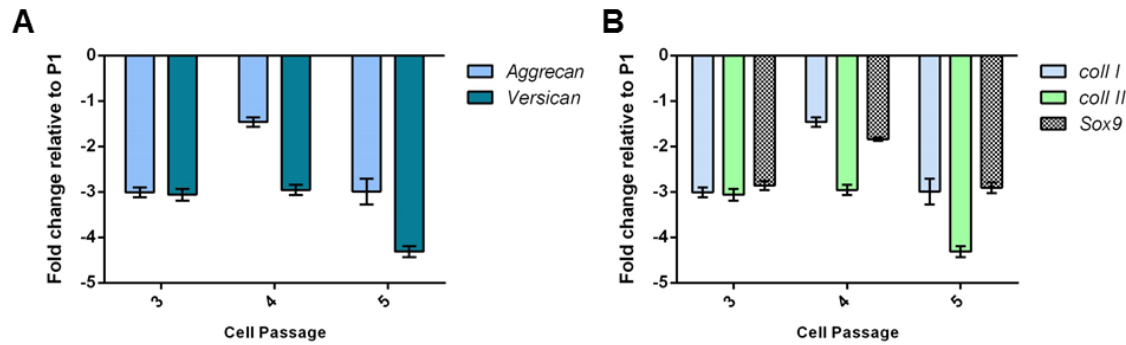 A
Fold change relative to P1
0
-1
-2
-3
-4
-5
3
4
5
Cell Passage
Aggrecan
Versican
B
Fold change relative to P1
0
-1
-2
-3
-4
-5
3
4
5
Cell Passage
coll I
coll II
Sox9